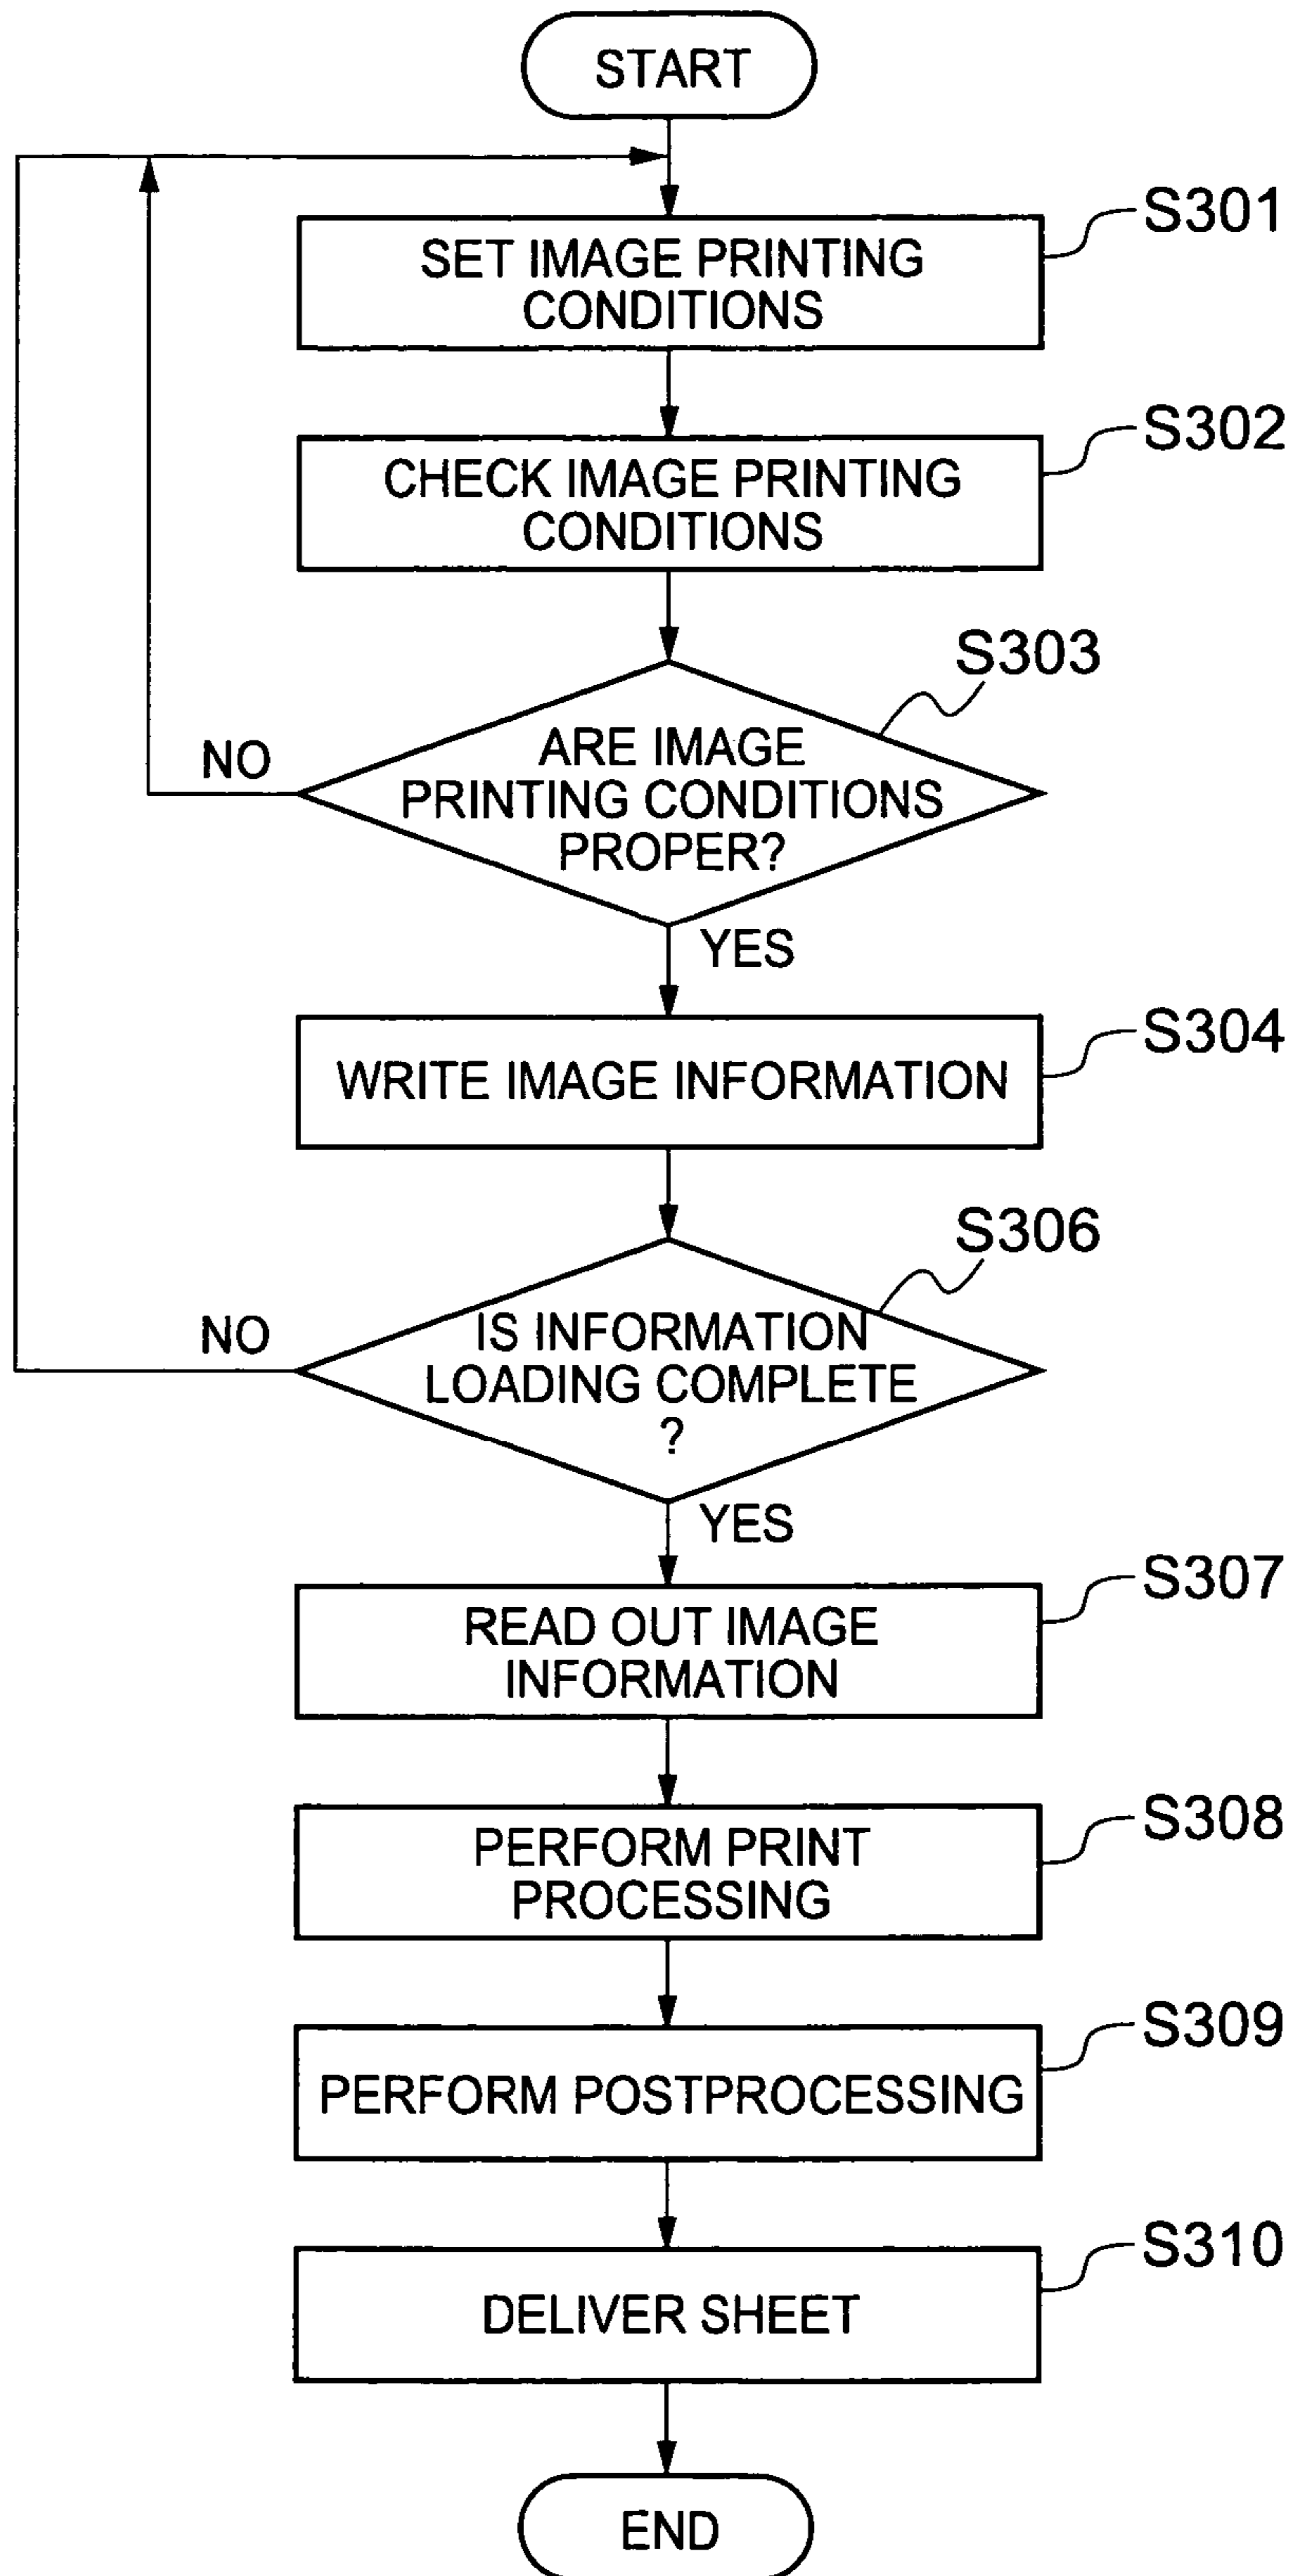 START
S301
SET IMAGE PRINTING
CONDITIONS
S302
CHECK IMAGE PRINTING
CONDITIONS
S303
ARE IMAGE
PRINTING CONDITIONS
PROPER?
NO
YES
S304
WRITE IMAGE INFORMATION
S306
IS INFORMATION
LOADING COMPLETE
?
NO
YES
S307
READ OUT IMAGE
INFORMATION
S308
PERFORM PRINT
PROCESSING
S309
PERFORM POSTPROCESSING
S310
DELIVER SHEET
END